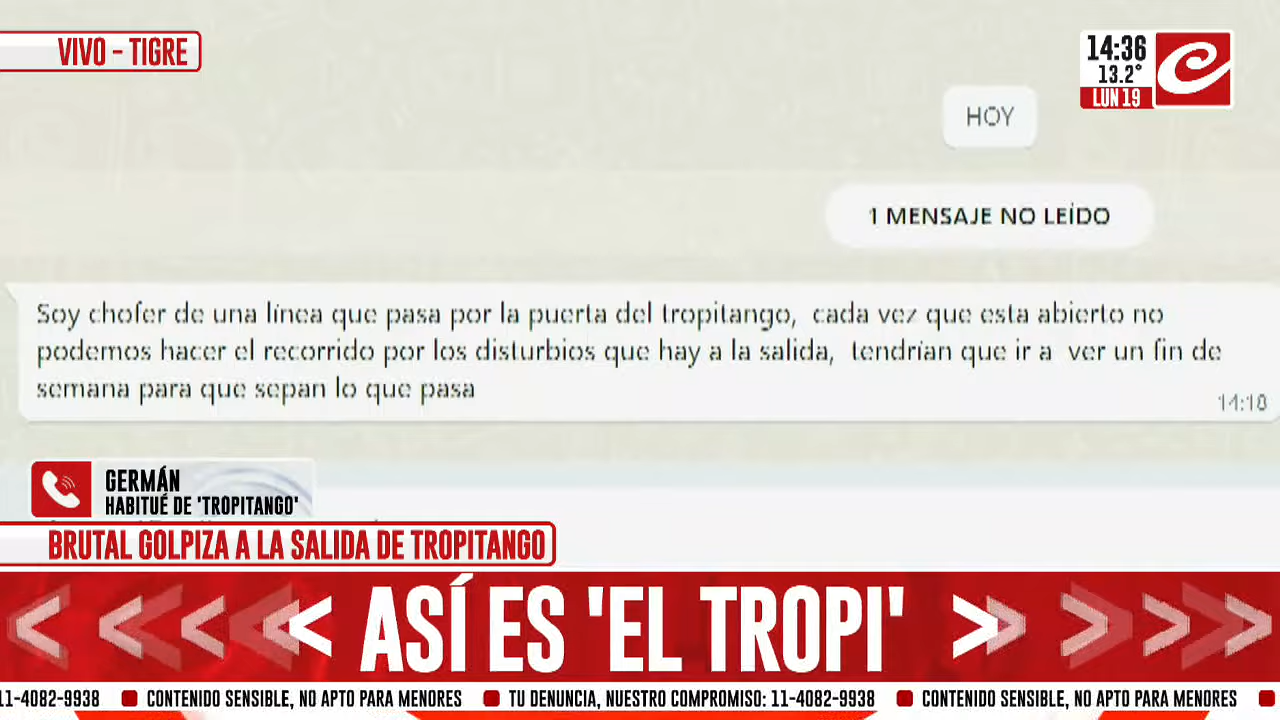 VIVO - TIGRE
14:36
13.2°
LUN 19
HOY
1 MENSAJE NO LEÍDO
Soy chofer de una línea que pasa por la puerta del tropitango, cada vez que esta abierto no
podemos hacer el recorrido por los disturbios que hay a la salida, tendrían que ir a ver un fin de
semana para que sepan lo que pasa
14:18
GERMÁN
HABITUÉ DE 'TROPITANGO'
BRUTAL GOLPIZA A LA SALIDA DE TROPITANGO
ASÍ ES 'EL TROPI'
11-4082-9938 CONTENIDO SENSIBLE, NO APTO PARA MENORES TU DENUNCIA, NUESTRO COMPROMISO: 11-4082-9938 CONTENIDO SENSIBLE, NO APTO PARA MENORES